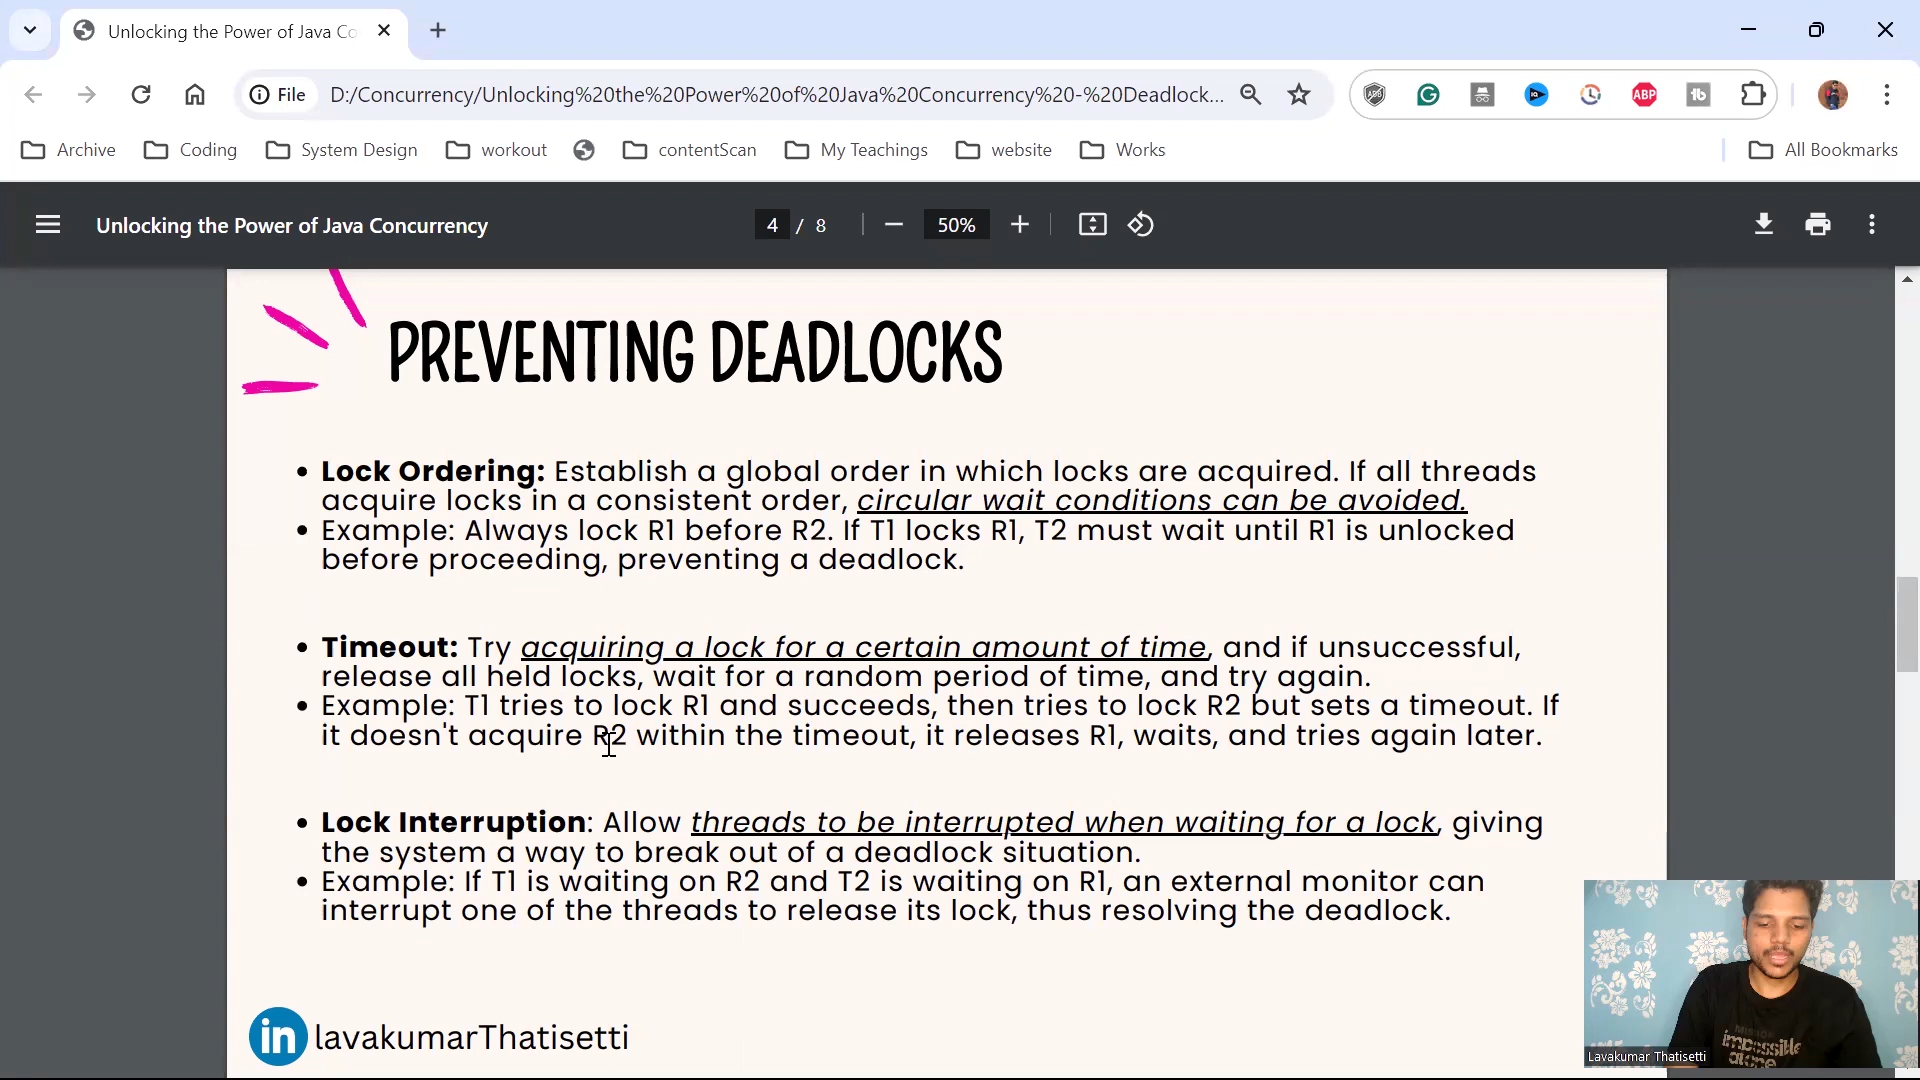 Unlocking the Power of Java Co
File
D:/Concurrency/Unlocking%20the%20Power%20of%20Java%20Concurrency%20-%20Deadlock...
ABP
Archive
Coding
System Design
workout
contentScan
My Teachings
website
Works
All Bookmarks
Unlocking the Power of Java Concurrency
4 / 8
50%
PREVENTING DEADLOCKS
• Lock Ordering: Establish a global order in which locks are acquired. If all threads
acquire locks in a consistent order, circular wait conditions can be avoided.
• Example: Always lock R1 before R2. If T1 locks R1, T2 must wait until R1 is unlocked
before proceeding, preventing a deadlock.
• Timeout: Try acquiring a lock for a certain amount of time, and if unsuccessful,
release all held locks, wait for a random period of time, and try again.
• Example: T1 tries to lock R1 and succeeds, then tries to lock R2 but sets a timeout. If
it doesn't acquire R2 within the timeout, it releases R1, waits, and tries again later.
• Lock Interruption: Allow threads to be interrupted when waiting for a lock, giving
the system a way to break out of a deadlock situation.
• Example: If T1 is waiting on R2 and T2 is waiting on R1, an external monitor can
interrupt one of the threads to release its lock, thus resolving the deadlock.
in lavakumarThatisetti
impossible
alone
Lavakumar Thatisetti